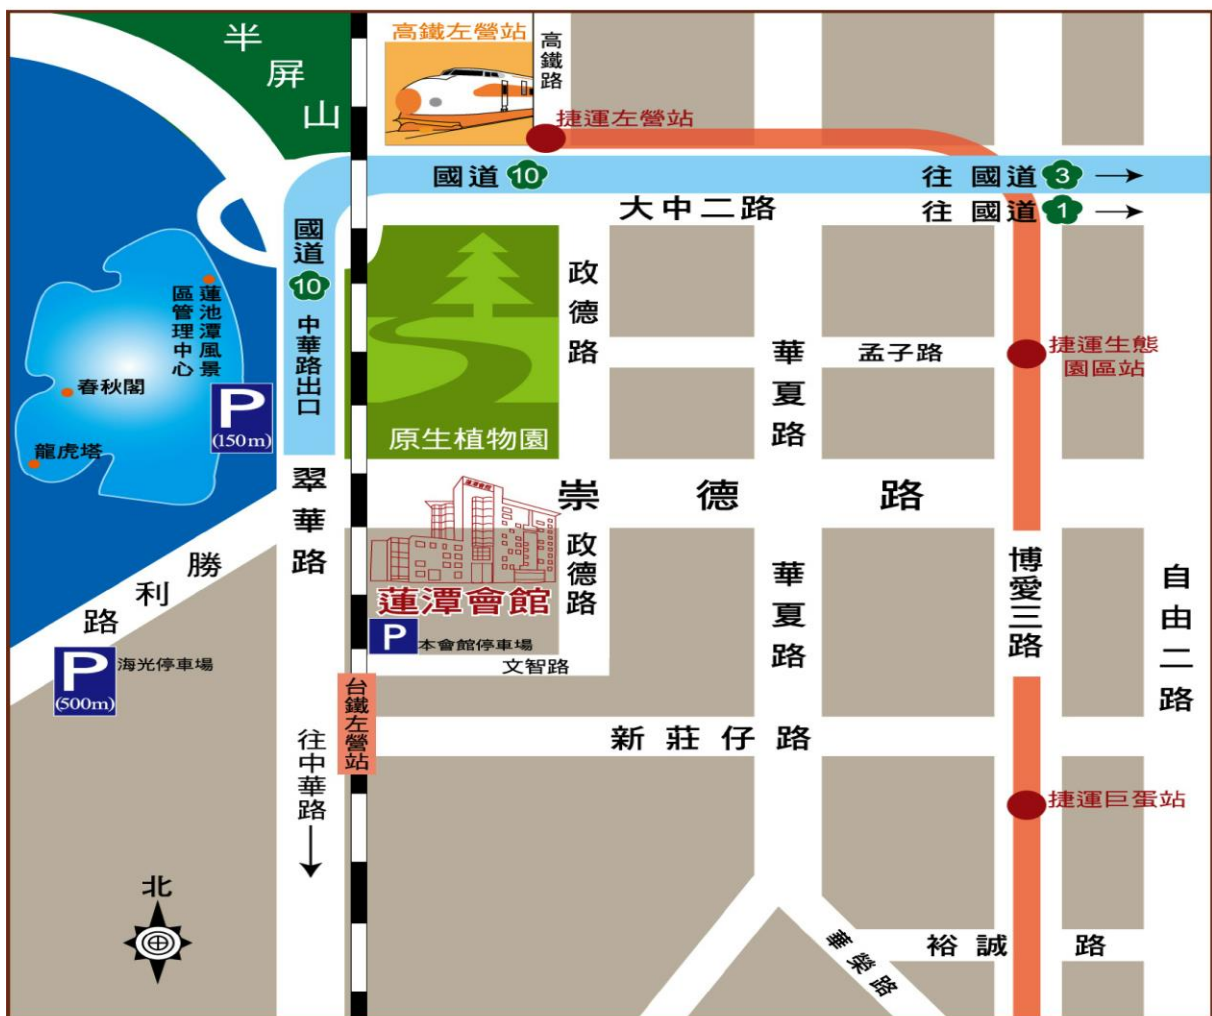 半屏山
高鐵左營站
高鐵路
捷運左營站
國道 10
往 國道 3
大中二路
往 國道 1
國道 10 中華路出口
政德路
蓮池潭風景
區管理中心
華夏路
孟子路
捷運生態
園區站
春秋閣
P
(150m)
原生植物園
龍虎塔
翠華路
崇德路
蓮潭會館
政德路
勝利路
華夏路
博愛三路
自由二路
蓮潭會館
P
本會館停車場
文智路
P
(500m)
海光停車場
台鐵左營站
新莊仔路
往中華路
捷運巨蛋站
北
華榮路
裕誠路